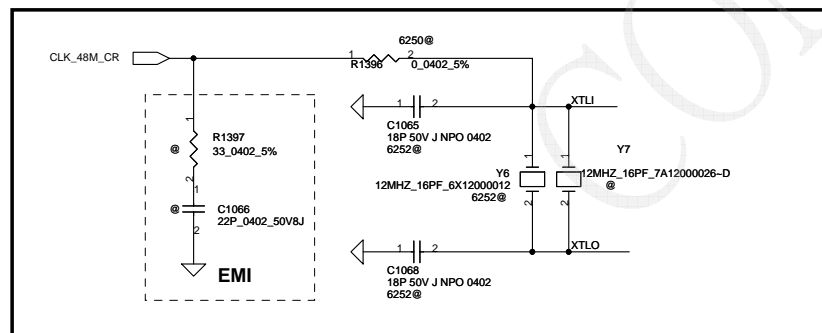 6250@
CLK_48M_CR
1
2
R1396
0_0402_5%
1
R1397
33_0402_5%
@
2
1
@
C1066
22P_0402_50V8J
2
EMI
1
2
XTLI
C1065
18P 50V J NPO 0402
6252@
1
1
Y6
Y7
12MHZ_16PF_6X12000012
12MHZ_16PF_7A12000026~D
6252@
@
2
2
1
2
XTLO
C1068
18P 50V J NPO 0402
6252@